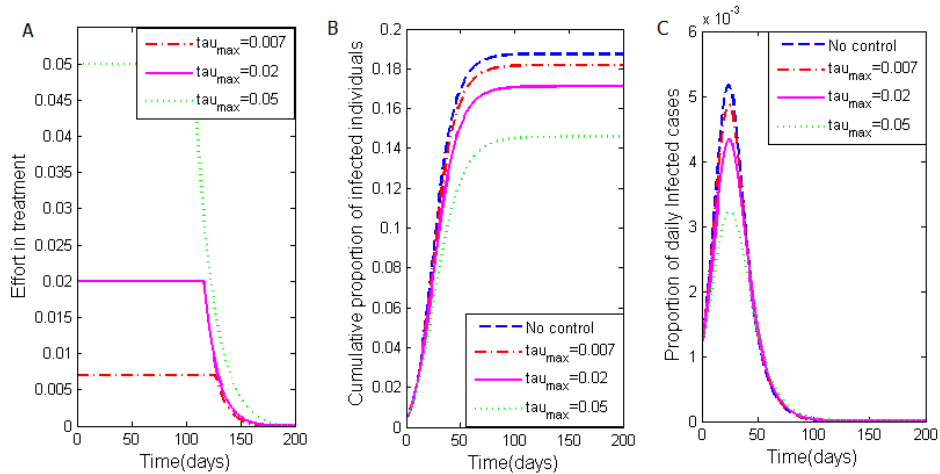 A
tau_max=0.007
tau_max=0.02
tau_max=0.05
Effort in treatment
0.05
0.045
0.04
0.035
0.03
0.025
0.02
0.015
0.01
0.005
0
0 50 100 150 200
Time(days)
B
Cumulative proportion of infected individuals
0.2
0.18
0.16
0.14
0.12
0.1
0.08
0.06
0.04
0.02
0
No control
tau_max=0.007
tau_max=0.02
tau_max=0.05
0 50 100 150 200
Time(days)
C
6 x 10^-3
No control
tau_max=0.007
tau_max=0.02
tau_max=0.05
Proportion of daily Infected cases
5
4
3
2
1
0
0 50 100 150 200
Time(days)